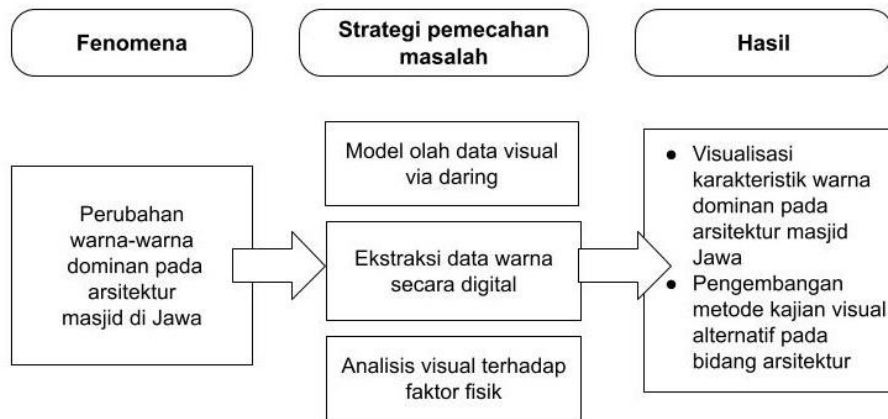 Fenomena
Strategi pemecahan
masalah
Hasil
Perubahan
warna-warna
dominan pada
arsitektur
masjid di Jawa
Model olah data visual
via daring
Ekstraksi data warna
secara digital
Analisis visual terhadap
faktor fisik
● Visualisasi
karakteristik warna
dominan pada
arsitektur masjid
Jawa
● Pengembangan
metode kajian visual
alternatif pada
bidang arsitektur